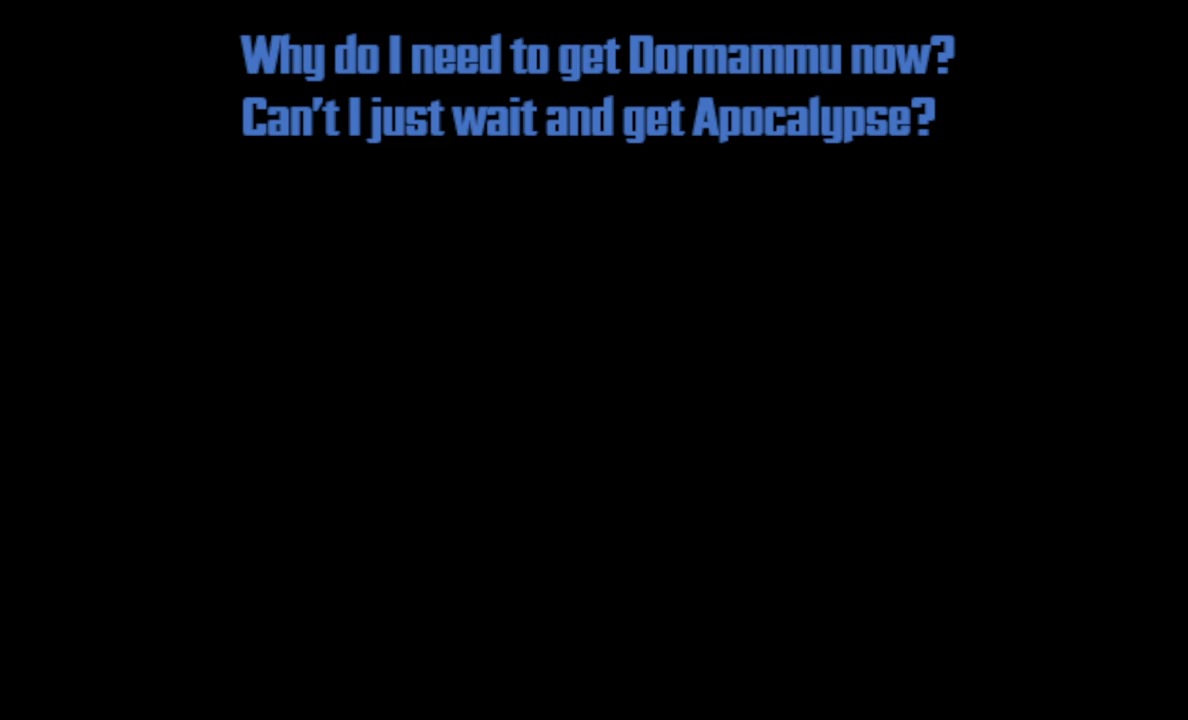 Why do I need to get Dormammu now?
Can't I just wait and get Apocalypse?